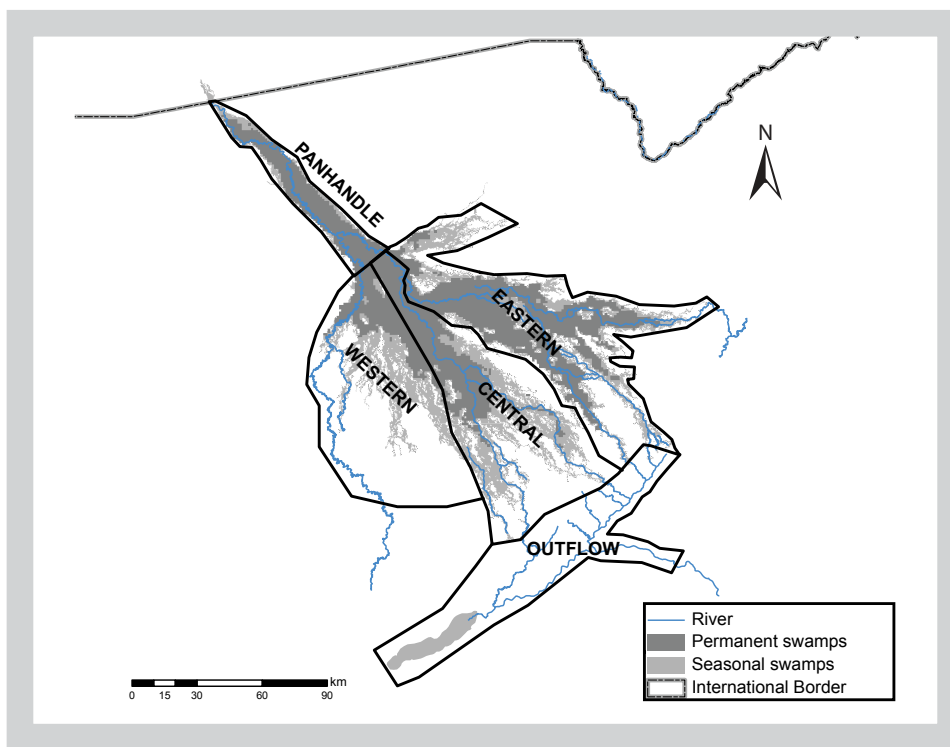 N
PANHANDLE
EASTERN
WESTERN
CENTRAL
OUTFLOW
River
Permanent swamps
Seasonal swamps
International Border
km
0 15 30 60 90